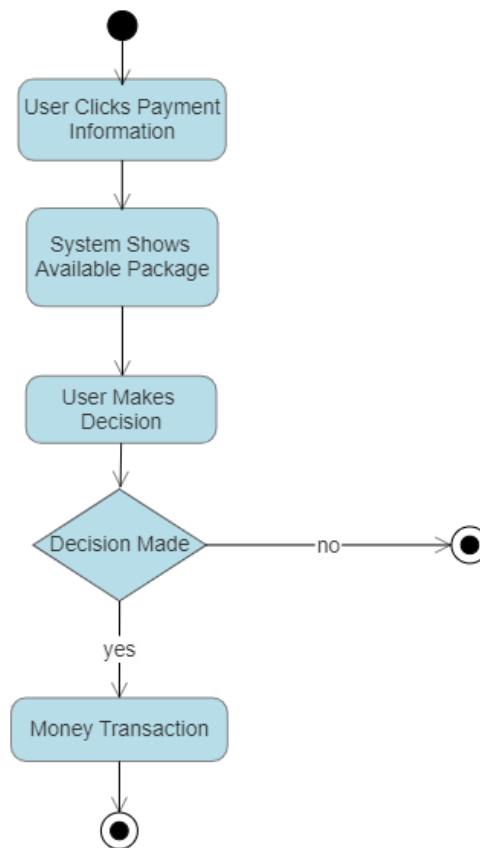 User Clicks Payment
Information
System Shows
Available Package
User Makes
Decision
Decision Made
no
yes
Money Transaction